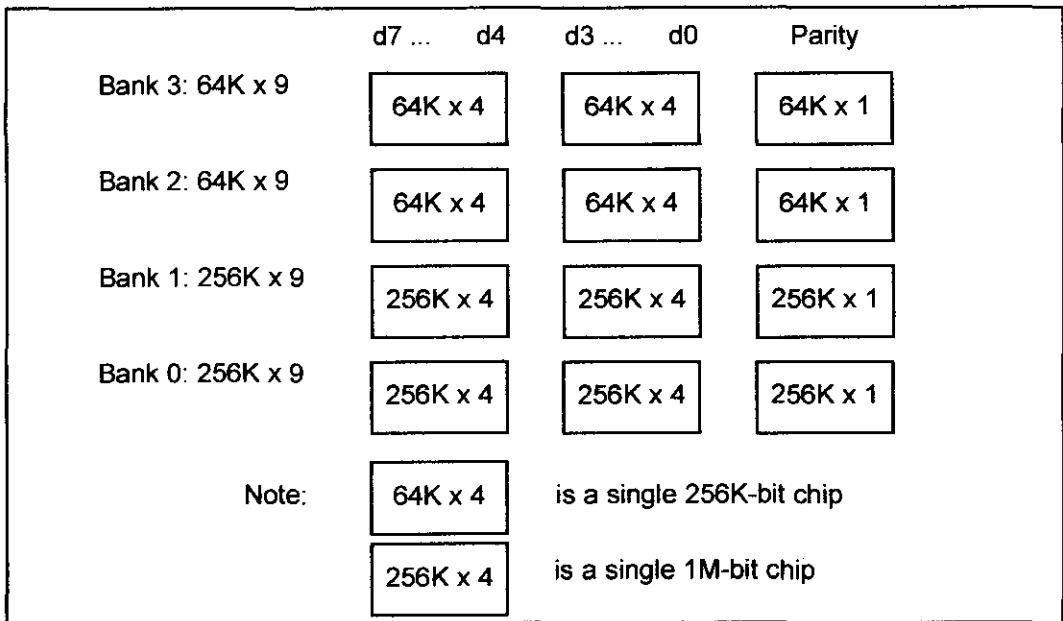 d7 ... d4 d3 ... d0 Parity
Bank 3: 64K x 9 64K x 4 64K x 4 64K x 1
Bank 2: 64K x 9 64K x 4 64K x 4 64K x 1
Bank 1: 256K x 9 256K x 4 256K x 4 256K x 1
Bank 0: 256K x 9 256K x 4 256K x 4 256K x 1
Note: 64K x 4 is a single 256K-bit chip
256K x 4 is a single 1M-bit chip